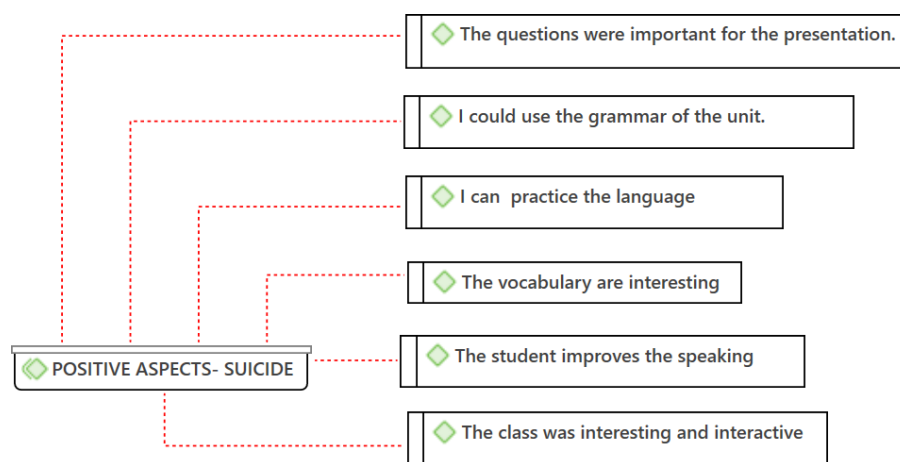 The questions were important for the presentation.
I could use the grammar of the unit.
I can practice the language
The vocabulary are interesting
POSITIVE ASPECTS- SUICIDE
The student improves the speaking
The class was interesting and interactive